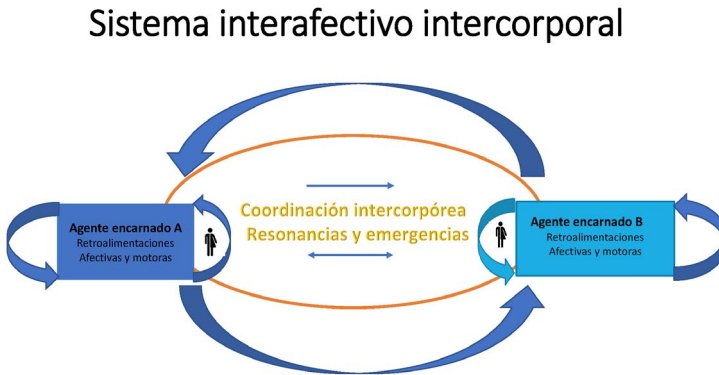 Sistema interafectivo intercorporal
Coordinación intercorpórea
Resonancias y emergencias
Agente encarnado A
Retroalimentaciones
Afectivas y motoras
Agente encarnado B
Retroalimentaciones
Afectivas y motoras